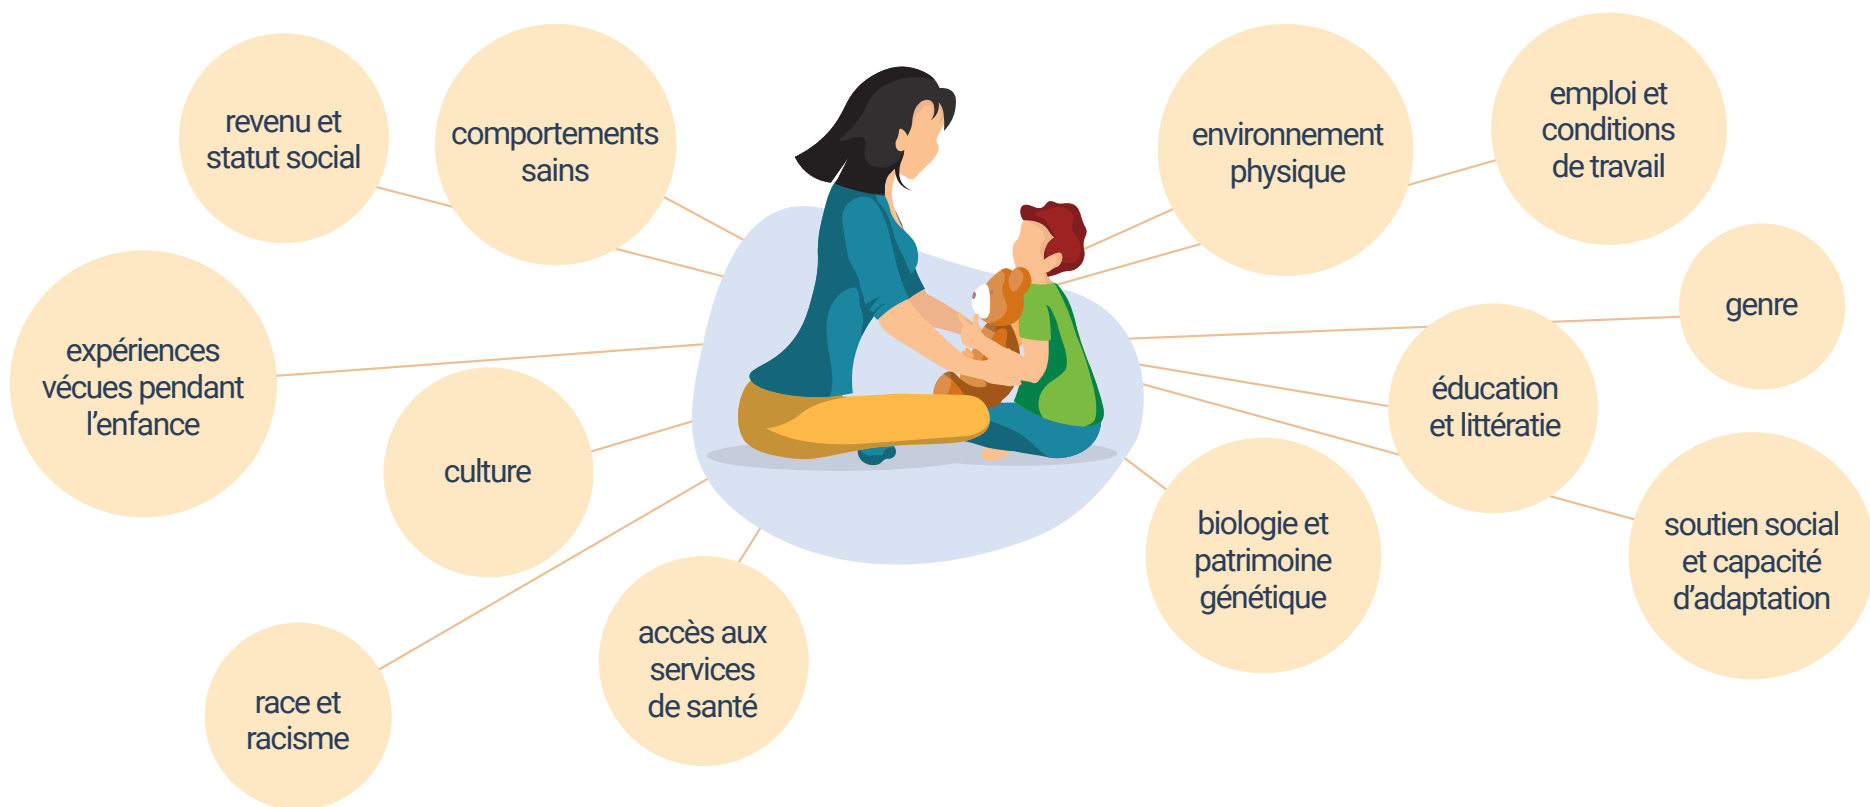 revenu et
statut social
comportements
sains
environnement
physique
emploi et
conditions
de travail
expériences
vécues pendant
l'enfance
culture
genre
éducation
et littératie
race et
racisme
accès aux
services
de santé
biologie et
patrimoine
génétique
soutien social
et capacité
d'adaptation